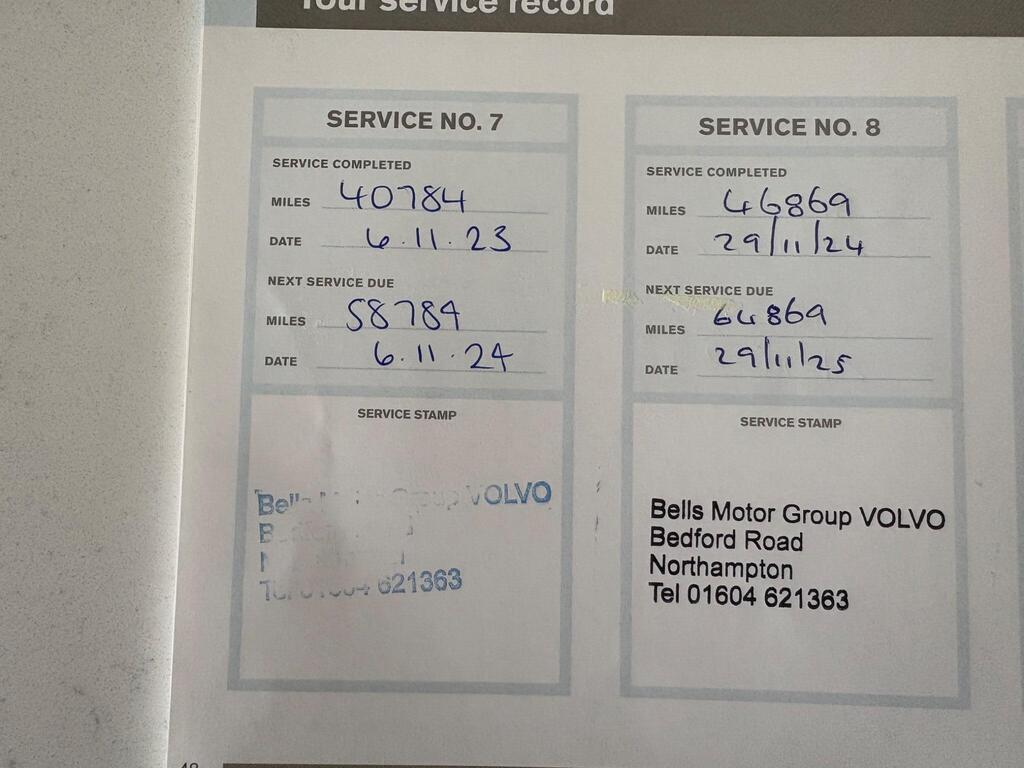 Your service record
SERVICE NO. 7
SERVICE COMPLETED
MILES 40784
DATE 6.11.23
NEXT SERVICE DUE
MILES 58784
DATE 6.11.24
SERVICE STAMP
Group VOLVO
621363
SERVICE NO. 8
SERVICE COMPLETED
MILES 46869
DATE 29/11/24
NEXT SERVICE DUE
MILES 64869
DATE 29/11/25
SERVICE STAMP
Bells Motor Group VOLVO
Bedford Road
Northampton
Tel 01604 621363